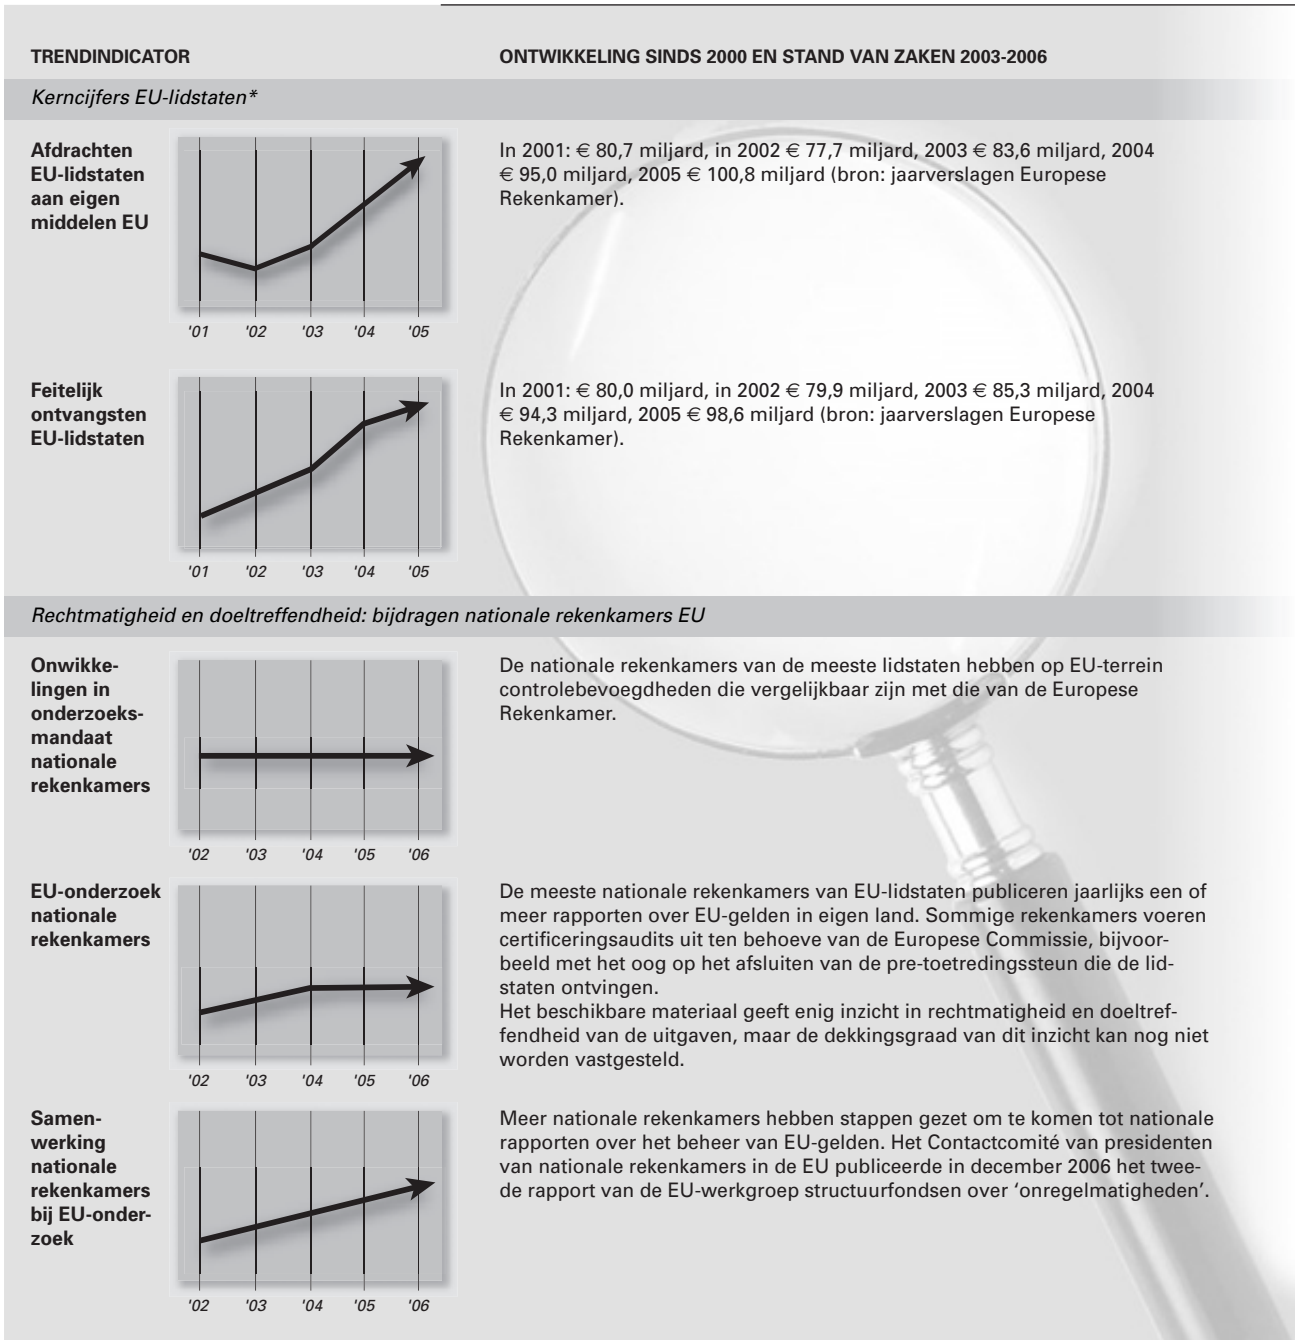 TRENDINDICATOR
ONTWIKKELING SINDS 2000 EN STAND VAN ZAKEN 2003-2006
Kerncijfers EU-lidstaten*
Afdrachten
EU-lidstaten
aan eigen
middelen EU
'01 '02 '03 '04 '05
In 2001: € 80,7 miljard, in 2002 € 77,7 miljard, 2003 € 83,6 miljard, 2004
€ 95,0 miljard, 2005 € 100,8 miljard (bron: jaarverslagen Europese
Rekenkamer).
Feitelijk
ontvangsten
EU-lidstaten
'01 '02 '03 '04 '05
In 2001: € 80,0 miljard, in 2002 € 79,9 miljard, 2003 € 85,3 miljard, 2004
€ 94,3 miljard, 2005 € 98,6 miljard (bron: jaarverslagen Europese
Rekenkamer).
Rechtmatigheid en doeltreffendheid: bijdragen nationale rekenkamers EU
Onwikke-
lingen in
onderzoeks-
mandaat
nationale
rekenkamers
'02 '03 '04 '05 '06
De nationale rekenkamers van de meeste lidstaten hebben op EU-terrein
controlebevoegdheden die vergelijkbaar zijn met die van de Europese
Rekenkamer.
EU-onderzoek
nationale
rekenkamers
'02 '03 '04 '05 '06
De meeste nationale rekenkamers van EU-lidstaten publiceren jaarlijks een of
meer rapporten over EU-gelden in eigen land. Sommige rekenkamers voeren
certificeringsaudits uit ten behoeve van de Europese Commissie, bijvoor-
beeld met het oog op het afsluiten van de pre-toetredingssteun die de lid-
staten ontvingen.
Het beschikbare materiaal geeft enig inzicht in rechtmatigheid en doeltref-
fendheid van de uitgaven, maar de dekkingsgraad van dit inzicht kan nog niet
worden vastgesteld.
Samen-
werking
nationale
rekenkamers
bij EU-onder-
zoek
'02 '03 '04 '05 '06
Meer nationale rekenkamers hebben stappen gezet om te komen tot nationale
rapporten over het beheer van EU-gelden. Het Contactcomité van presidenten
van nationale rekenkamers in de EU publiceerde in december 2006 het twee-
de rapport van de EU-werkgroep structuurfondsen over ‘onregelmatigheden’.